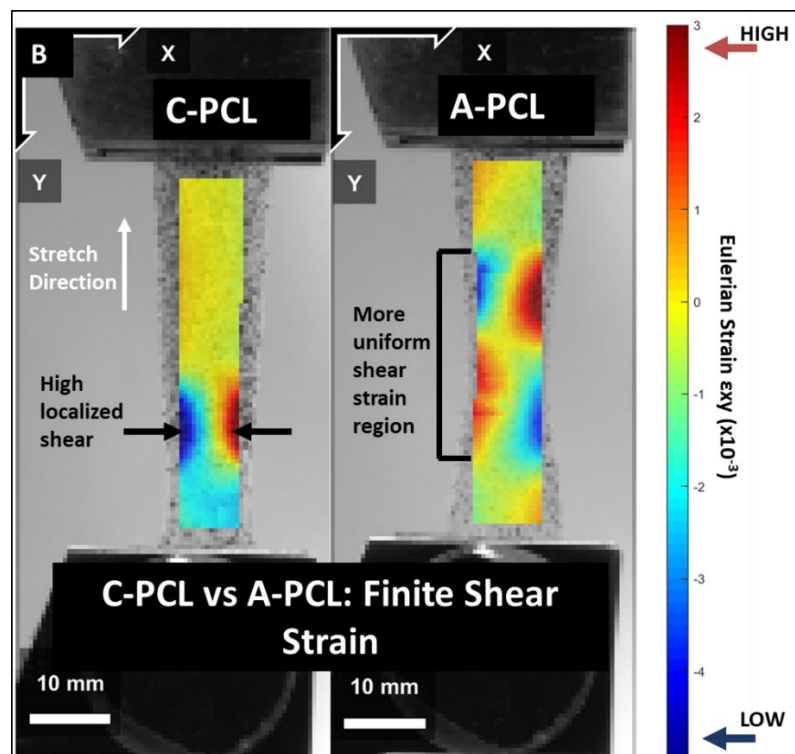 B
X
C-PCL
Y
Stretch
Direction
High
localized
shear
X
A-PCL
Y
More
uniform
shear
strain
region
C-PCL vs A-PCL: Finite Shear
Strain
10 mm
10 mm
3
2
1
0
-1
-2
-3
-4
HIGH
Eulerian Strain εxy (x10⁻³)
LOW